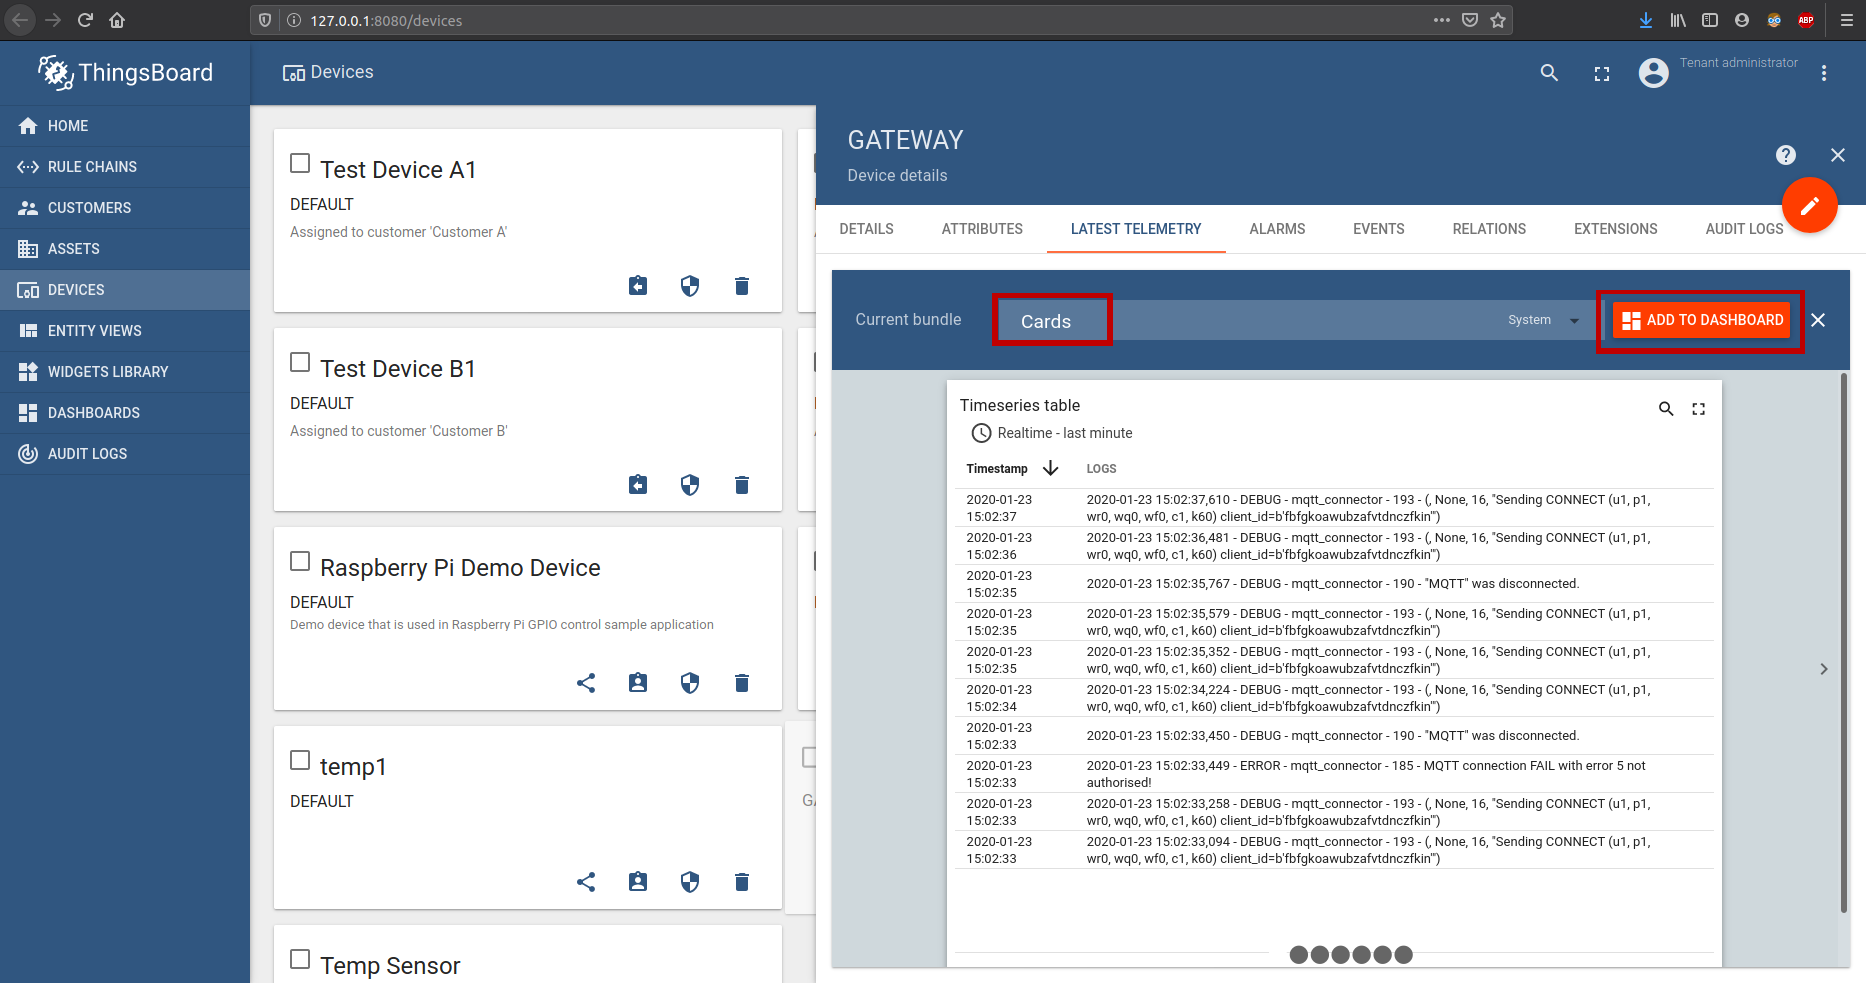 127.0.0.1:8080/devices
ABP
ThingsBoard
Devices
Tenant administrator
HOME
RULE CHAINS
CUSTOMERS
ASSETS
DEVICES
WIDGETS LIBRARY
ENTITY VIEWS
DASHBOARDS
AUDIT LOGS
Test Device A1
DEFAULT
Assigned to customer 'Customer A'
Test Device B1
DEFAULT
Assigned to customer 'Customer B'
Raspberry Pi Demo Device
DEFAULT
Demo device that is used in Raspberry Pi GPIO control sample application
temp1
DEFAULT
Temp Sensor
GATEWAY
Device details
DETAILS ATTRIBUTES LATEST TELEMETRY ALARMS EVENTS RELATIONS EXTENSIONS AUDIT LOGS
Current bundle Cards System ADD TO DASHBOARD
Timeseries table
Realtime - last minute
Timestamp LOGS
2020-01-23 2020-01-23 15:02:37,610 - DEBUG - mqtt_connector - 193 - (, None, 16, "Sending CONNECT (u1, p1,
15:02:37 wr0, wq0, wf0, c1, k60) client_id=b'fbfgkoawubzafvtdnczfkin'")
2020-01-23 2020-01-23 15:02:36,481 - DEBUG - mqtt_connector - 193 - (, None, 16, "Sending CONNECT (u1, p1,
15:02:36 wr0, wq0, wf0, c1, k60) client_id=b'fbfgkoawubzafvtdnczfkin'")
2020-01-23
15:02:35 2020-01-23 15:02:35,767 - DEBUG - mqtt_connector - 190 - "MQTT" was disconnected.
2020-01-23 2020-01-23 15:02:35,579 - DEBUG - mqtt_connector - 193 - (, None, 16, "Sending CONNECT (u1, p1,
15:02:35 wr0, wq0, wf0, c1, k60) client_id=b'fbfgkoawubzafvtdnczfkin'")
2020-01-23 2020-01-23 15:02:35,352 - DEBUG - mqtt_connector - 193 - (, None, 16, "Sending CONNECT (u1, p1,
15:02:35 wr0, wq0, wf0, c1, k60) client_id=b'fbfgkoawubzafvtdnczfkin'")
2020-01-23 2020-01-23 15:02:34,224 - DEBUG - mqtt_connector - 193 - (, None, 16, "Sending CONNECT (u1, p1,
15:02:34 wr0, wq0, wf0, c1, k60) client_id=b'fbfgkoawubzafvtdnczfkin'")
2020-01-23
15:02:33 2020-01-23 15:02:33,450 - DEBUG - mqtt_connector - 190 - "MQTT" was disconnected.
2020-01-23 2020-01-23 15:02:33,449 - ERROR - mqtt_connector - 185 - MQTT connection FAIL with error 5 not
15:02:33 authorised!
2020-01-23 2020-01-23 15:02:33,258 - DEBUG - mqtt_connector - 193 - (, None, 16, "Sending CONNECT (u1, p1,
15:02:33 wr0, wq0, wf0, c1, k60) client_id=b'fbfgkoawubzafvtdnczfkin'")
2020-01-23 2020-01-23 15:02:33,094 - DEBUG - mqtt_connector - 193 - (, None, 16, "Sending CONNECT (u1, p1,
15:02:33 wr0, wq0, wf0, c1, k60) client_id=b'fbfgkoawubzafvtdnczfkin'")